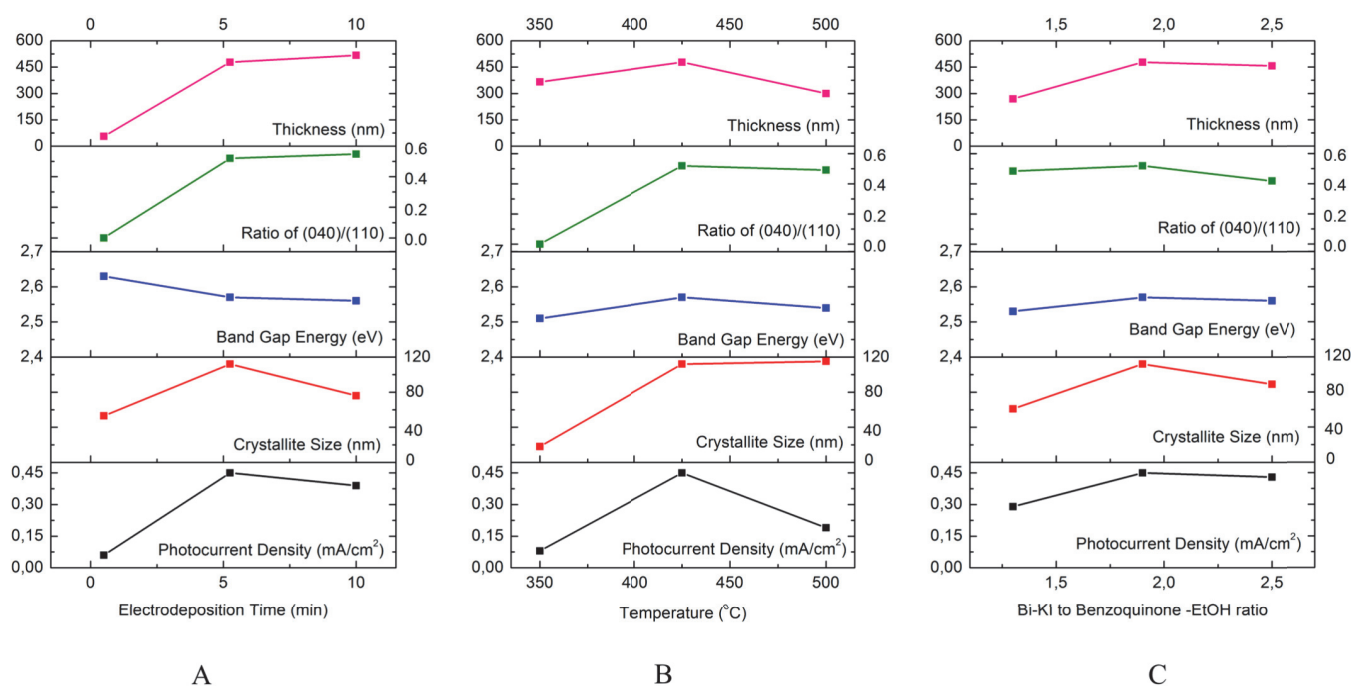 0 5 10
600
450
300
150
0
Thickness (nm)
0.6
0.4
0.2
0.0
Ratio of (040)/(110)
2,7
2,6
2,5
2,4
Band Gap Energy (eV)
120
80
40
0
Crystallite Size (nm)
0,45
0,30
0,15
0,00
Photocurrent Density (mA/cm²)
0 5 10
Electrodeposition Time (min)
A
350 400 450 500
600
450
300
150
0
Thickness (nm)
0.6
0.4
0.2
0.0
Ratio of (040)/(110)
2,7
2,6
2,5
2,4
Band Gap Energy (eV)
120
80
40
0
Crystallite Size (nm)
0,45
0,30
0,15
0,00
Photocurrent Density (mA/cm²)
350 400 450 500
Temperature (°C)
B
1,5 2,0 2,5
600
450
300
150
0
Thickness (nm)
0.6
0.4
0.2
0.0
Ratio of (040)/(110)
2,7
2,6
2,5
2,4
Band Gap Energy (eV)
120
80
40
0
Crystallite Size (nm)
0,45
0,30
0,15
0,00
Photocurrent Density (mA/cm²)
1,5 2,0 2,5
Bi-KI to Benzoquinone -EtOH ratio
C